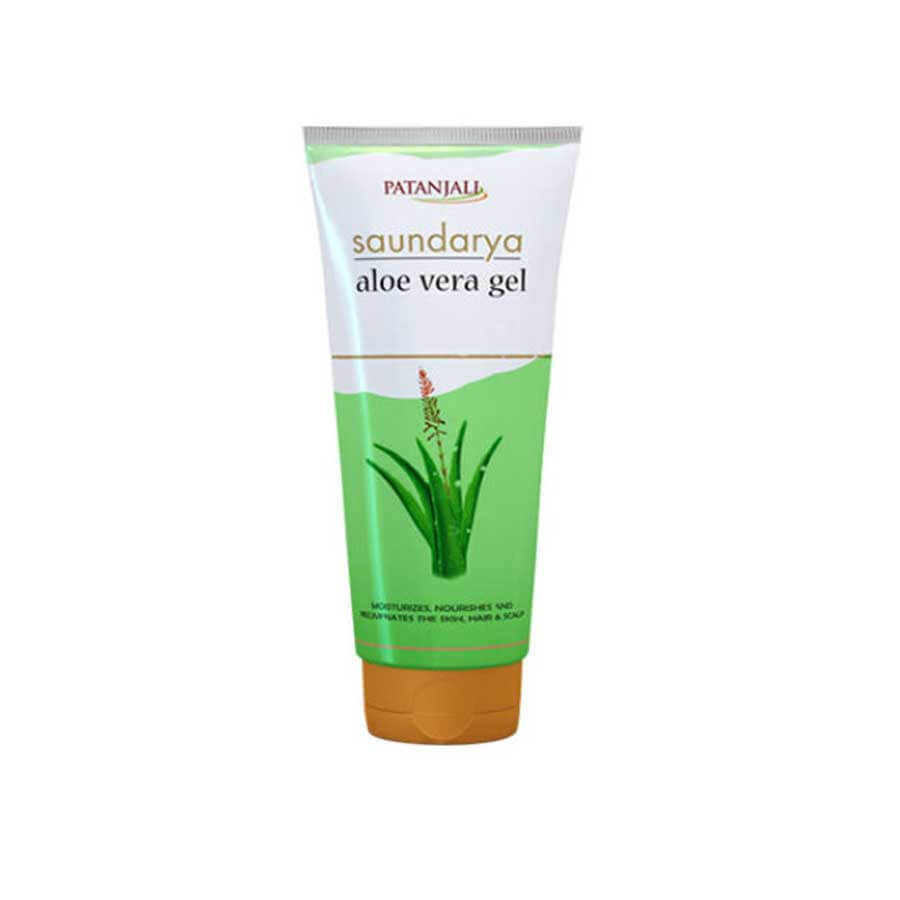 PATANJALI
saundarya
aloe vera gel
MOISTURIZES, NOURISHES AND
REJUVENATES THE SKIN, HAIR & SCALP